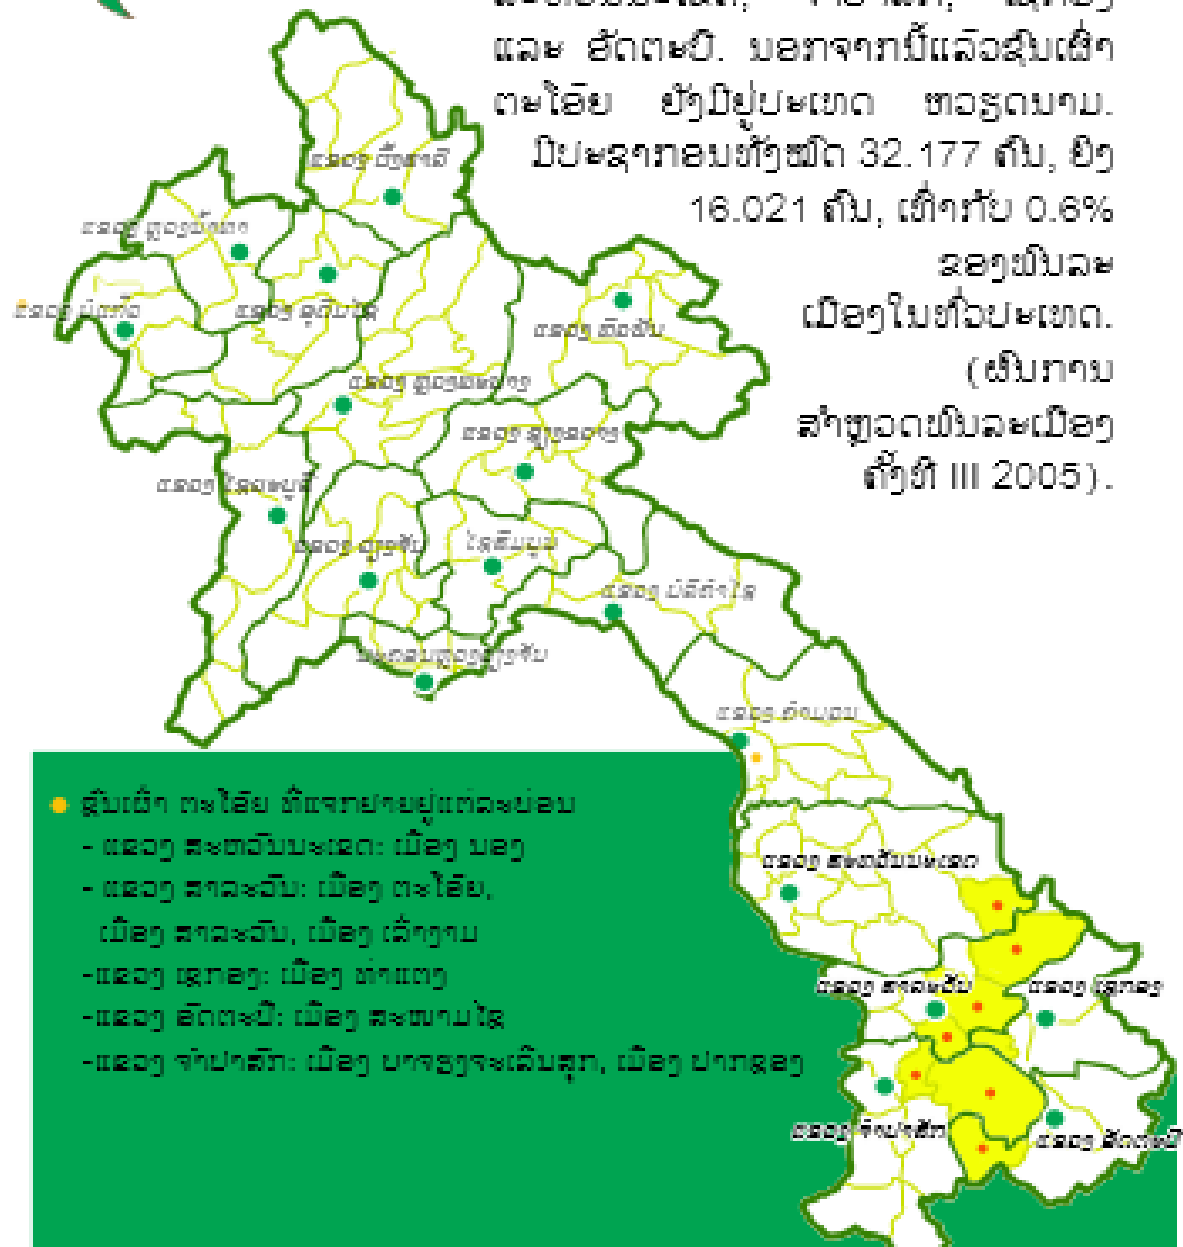 ແລະ ອັດຕະປື. ນອກຈາກນີ້ແລ້ວຊົນເຜົ່າ
ຕະໂອ້ຍ ຍັງມີຢູ່ປະເທດ ຫວຽດນາມ.
ມີປະຊາກອນທັງໝົດ 32.177 ຄົນ, ຍິງ
16.021 ຄົນ, ເທົ່າກັບ 0.6%
ຂອງພົນລະ
ເມືອງໃນທົ່ວປະເທດ.
(ຜົນການ
ສຳຫຼວດພົນລະເມືອງ
ຄັ້ງທີ III 2005).
ແຂວງ ຜົ້ງສາລີ
ແຂວງ ຫຼວງນ້ຳທາ
ແຂວງ ບໍ່ແກ້ວ
ແຂວງ ອຸດົມໄຊ
ແຂວງ ຫົວພັນ
ແຂວງ ຫຼວງພະບາງ
ແຂວງ ຊຽງຂວາງ
ແຂວງ ໄຊຍະບູລີ
ແຂວງ ວຽງຈັນ
ໄຊສົມບູນ
ແຂວງ ບໍລິຄຳໄຊ
ນະຄອນຫຼວງວຽງຈັນ
ແຂວງ ຄຳມ່ວນ
ແຂວງ ສະຫວັນນະເຂດ
ແຂວງ ສາລະວັນ
ແຂວງ ເຊກອງ
ແຂວງ ຈຳປາສັກ
ແຂວງ ອັດຕະປື
ຊົນເຜົ່າ ຕະໂອ້ຍ ທີ່ແຈກຢາຍຢູ່ແຕ່ລະບ່ອນ
- ແຂວງ ສະຫວັນນະເຂດ: ເມືອງ ນອງ
- ແຂວງ ສາລະວັນ: ເມືອງ ຕະໂອ້ຍ,
ເມືອງ ສາລະວັນ, ເມືອງ ເລົ່າງາມ
-ແຂວງ ເຊກອງ: ເມືອງ ທ່າແຕງ
-ແຂວງ ອັດຕະປື: ເມືອງ ສະໜາມໄຊ
-ແຂວງ ຈຳປາສັກ: ເມືອງ ບາຈຽງຈະເລີນສຸກ, ເມືອງ ປາກຊອງ